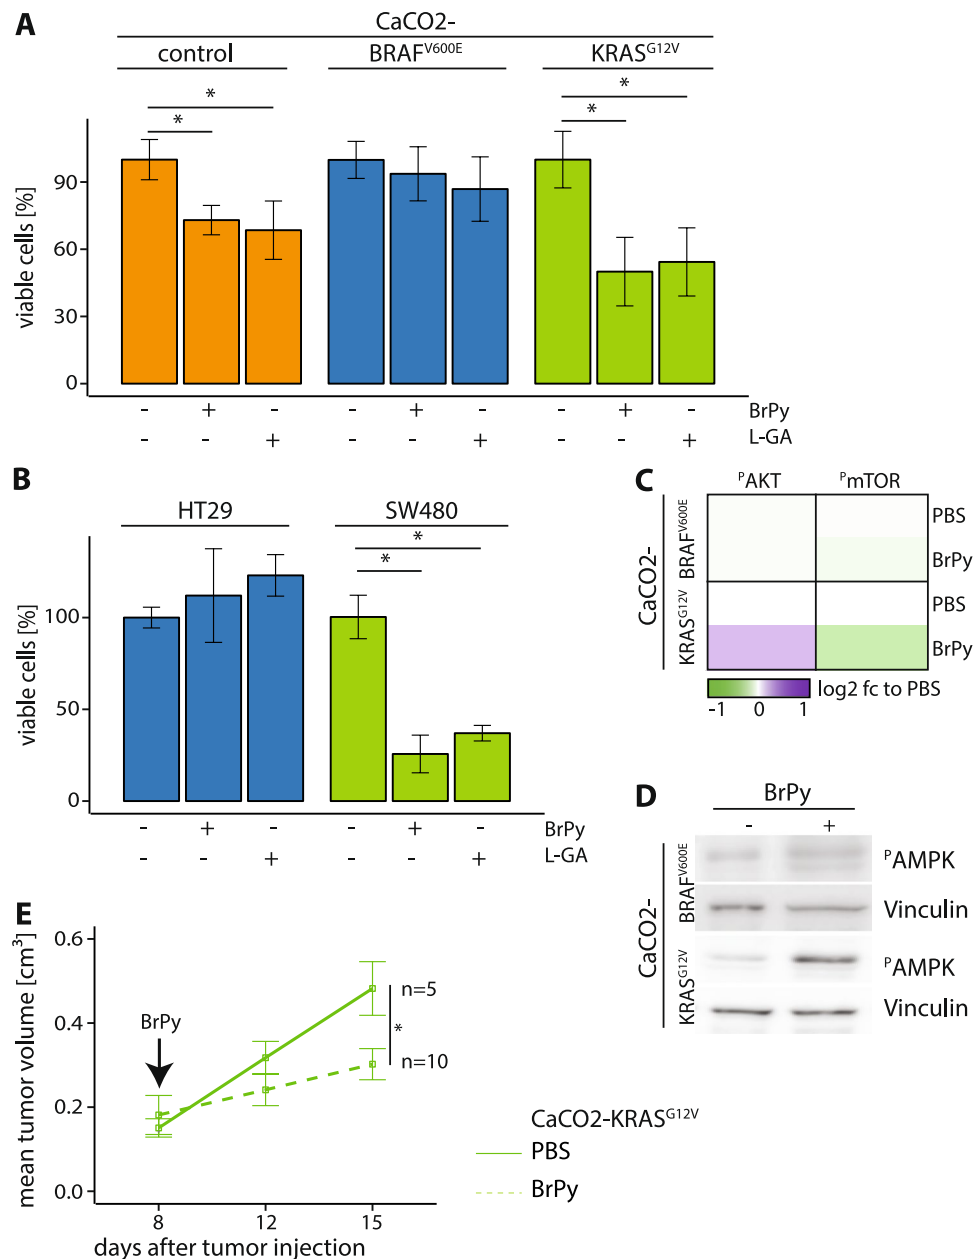 A
CaCO2-
control BRAFV600E KRASG12V
* * *
* *
viable cells [%]
90
60
30
0
- + - - + - - + - BrPy
- - + - - + - - + L-GA
B
HT29 SW480
*
*
viable cells [%]
100
50
0
- + - - + - BrPy
- - + - - + L-GA
C
PAKT PmTOR
CaCO2-
BRAFV600E
KRASG12V
PBS
BrPy
PBS
BrPy
-1 0 1
log2 fc to PBS
D
BrPy
- +
CaCO2-
BRAFV600E
KRASG12V
PAMPK
Vinculin
PAMPK
Vinculin
E
mean tumor volume [cm³]
0.6
0.4
0.2
0.0
BrPy
n=5
*
n=10
8 12 15
days after tumor injection
CaCO2-KRASG12V
PBS
BrPy